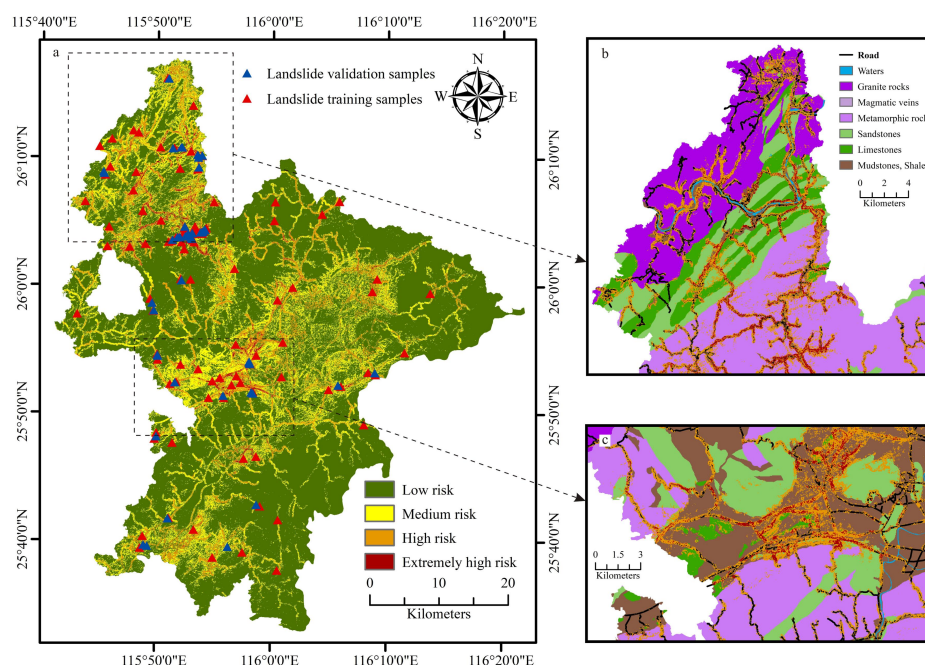 115°40'0"E
115°50'0"E
116°0'0"E
116°10'0"E
116°20'0"E
a
Landslide validation samples
Landslide training samples
N
W
E
S
26°10'0"N
26°0'0"N
25°50'0"N
25°40'0"N
26°10'0"N
26°0'0"N
25°50'0"N
25°40'0"N
Low risk
Medium risk
High risk
Extremely high risk
0 10 20
Kilometers
115°50'0"E
116°0'0"E
116°10'0"E
116°20'0"E
b
Road
Waters
Granite rocks
Magmatic veins
Metamorphic rock
Sandstones
Limestones
Mudstones, Shale
0 2 4
Kilometers
c
0 1.5 3
Kilometers